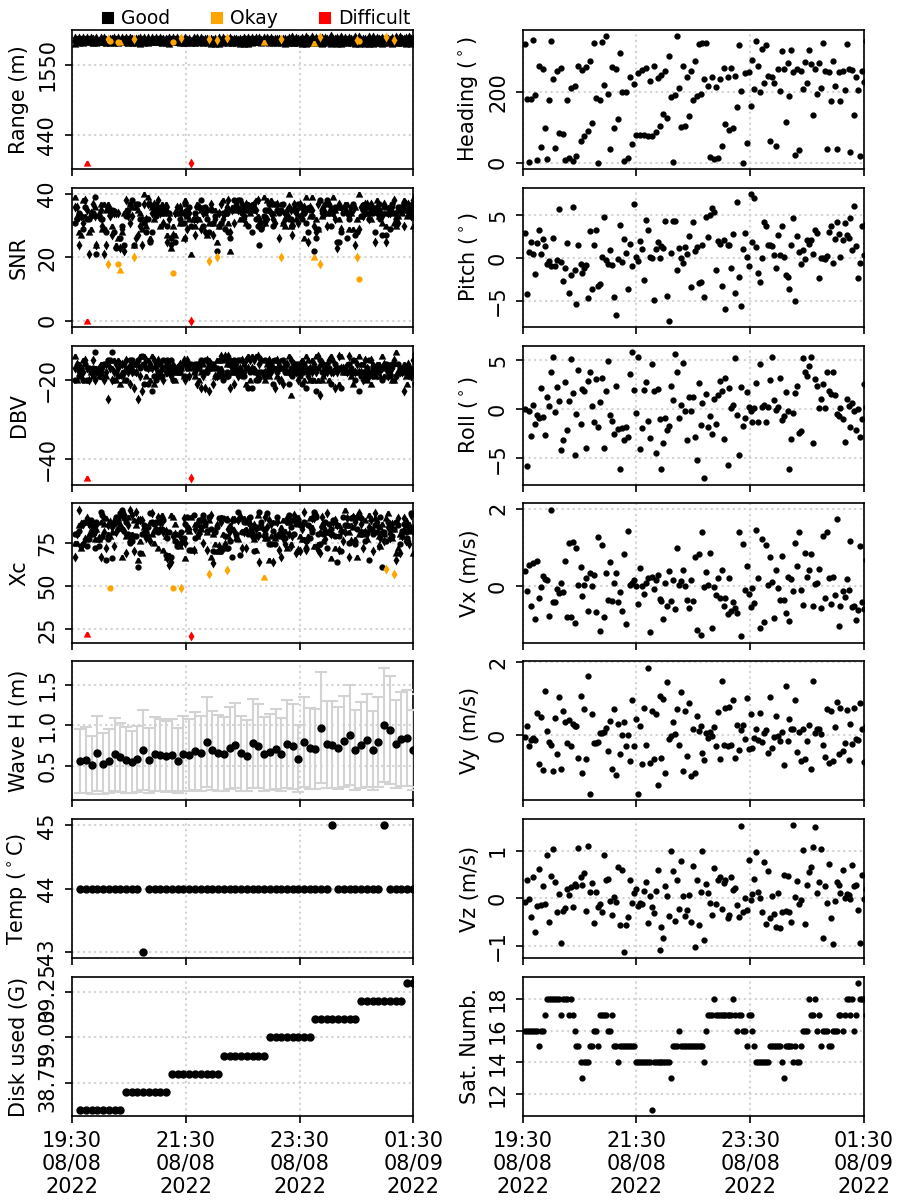 Good Okay Difficult
Range (m)
1550
440
Heading (°)
200
0
SNR
40
20
0
Pitch (°)
5
0
−5
DBV
−20
−40
Roll (°)
5
0
−5
Xc
75
50
25
Vx (m/s)
2
0
Wave H (m)
1.5
1.0
0.5
Vy (m/s)
2
0
Temp (°C)
45
44
43
Vz (m/s)
1
0
−1
Disk used (G)
39.25
39.00
38.75
Sat. Numb.
18
16
14
12
19:30 21:30 23:30 01:30
08/08 08/08 08/08 08/09
2022 2022 2022 2022
19:30 21:30 23:30 01:30
08/08 08/08 08/08 08/09
2022 2022 2022 2022